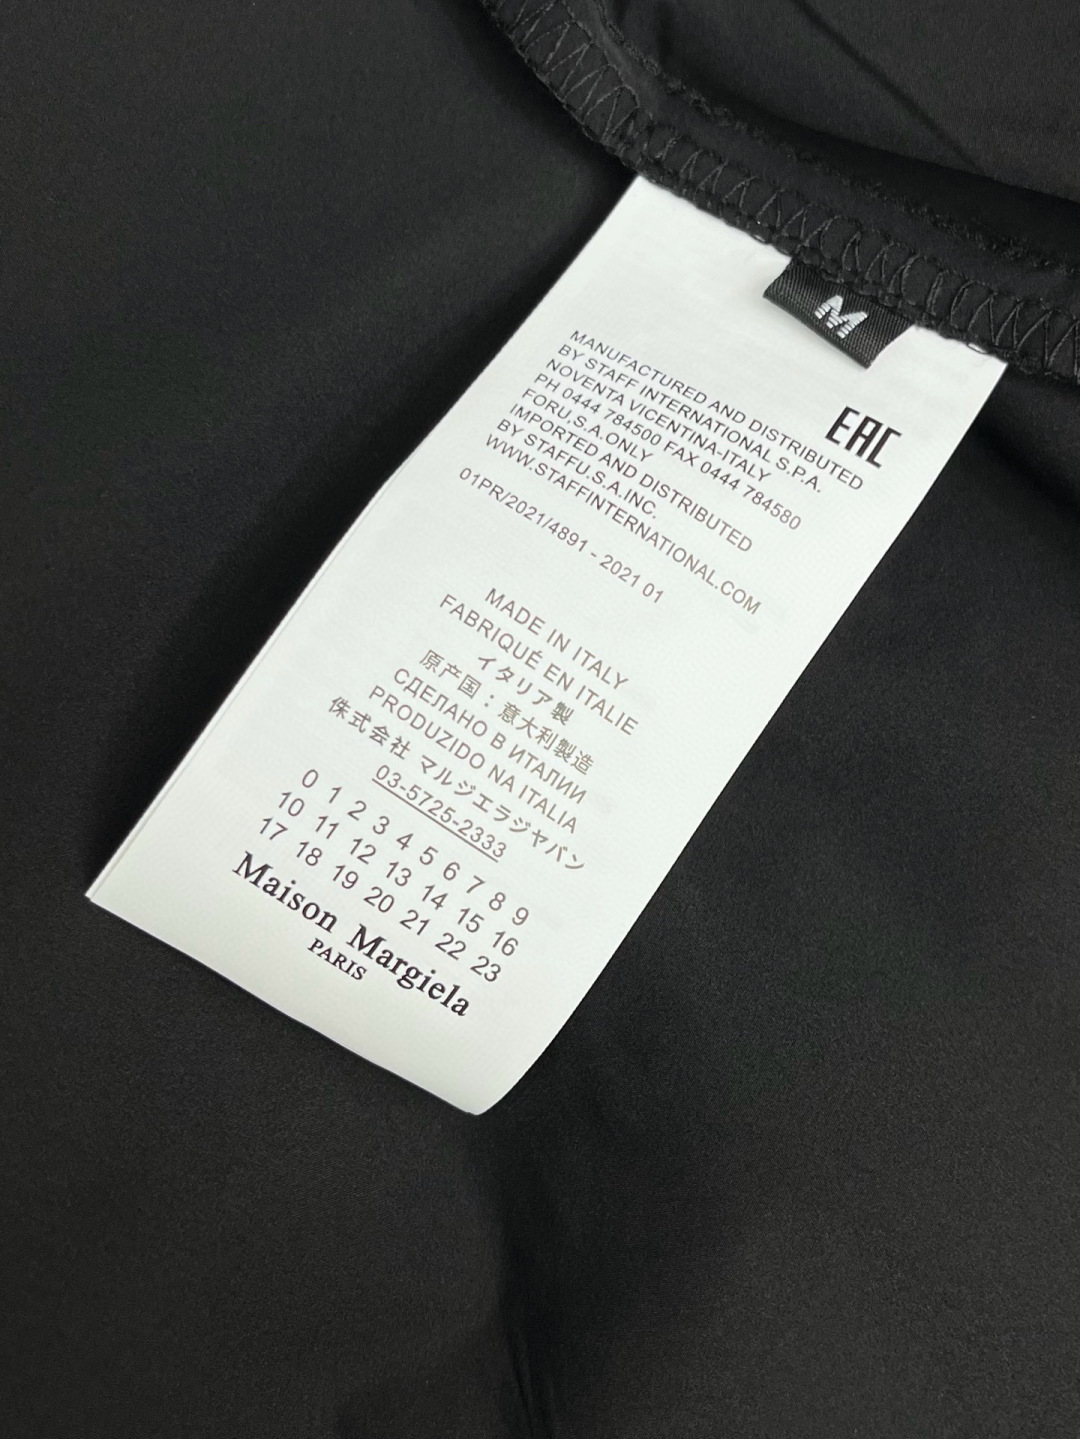 M
EAC
MANUFACTURED AND DISTRIBUTED
BY STAFF INTERNATIONAL S.P.A.
NOVENTA VICENTINA-ITALY
PH 0444 784500 FAX 0444 784580
FORU,S.A.ONLY
IMPORTED AND DISTRIBUTED
BY STAFFU.S.A.INC.
WWW.STAFFINTERNATIONAL.COM
01PR/2021/4891 - 2021 01
MADE IN ITALY
FABRIQUÉ EN ITALIE
イタリア製
原产国：意大利製造
СДЕЛАНО В ИТАЛИИ
PRODUZIDO NA ITALIA
侏式会社 マルジエラジャパン
03-5725-2333
0 1 2 3 4 5 6 7 8 9
10 11 12 13 14 15 16
17 18 19 20 21 22 23
Maison Margiela
PARIS